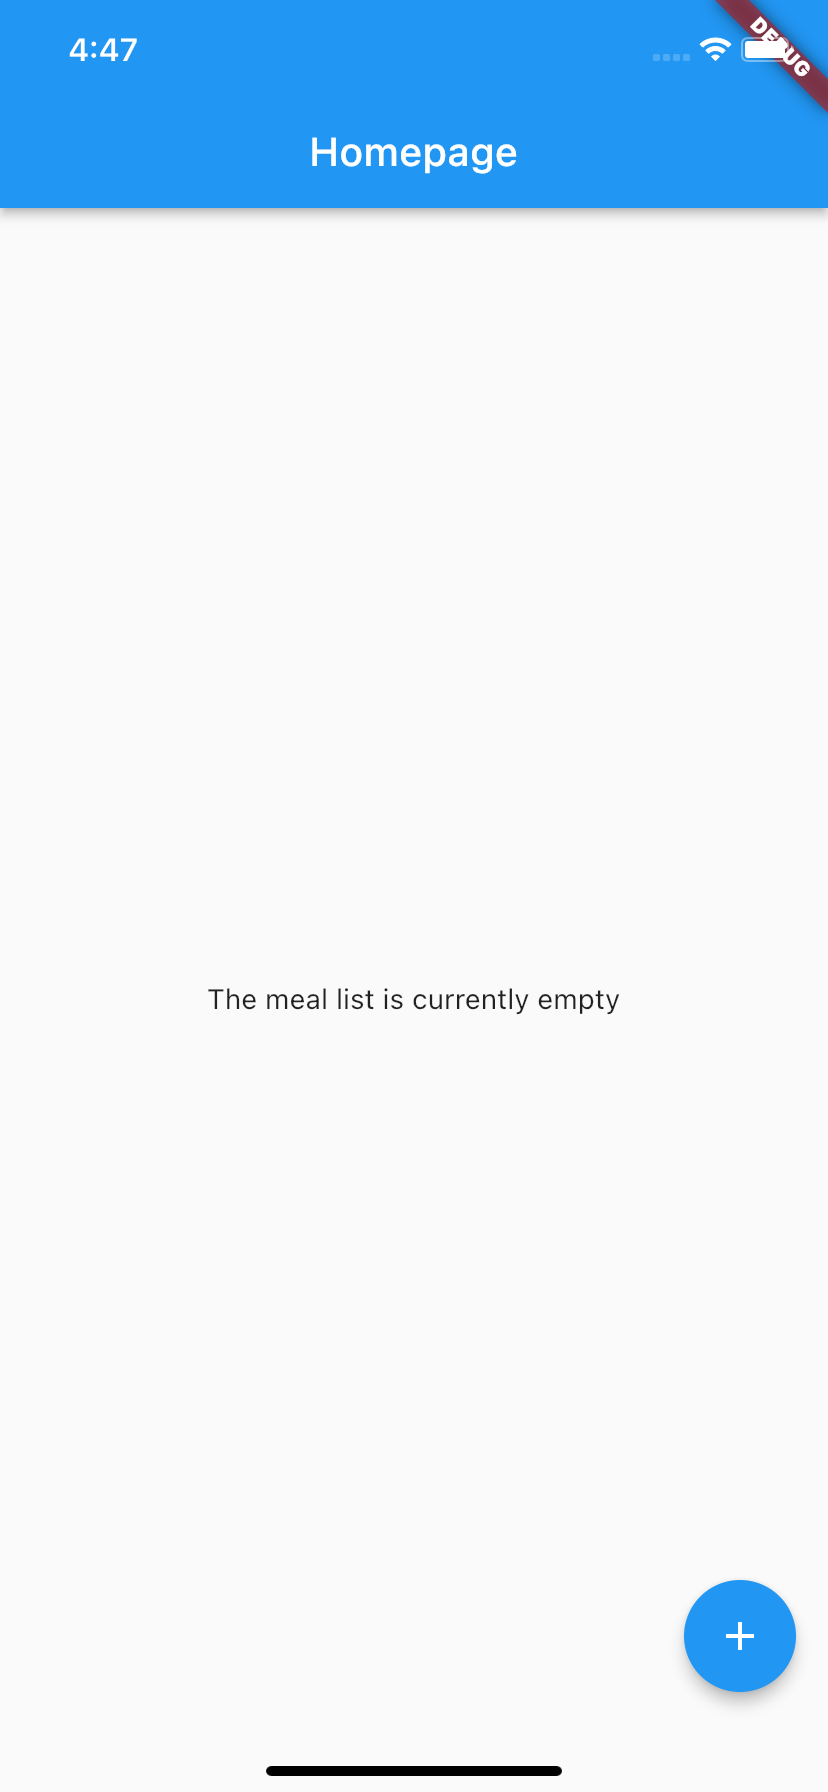 4:47
DEBUG
Homepage
The meal list is currently empty